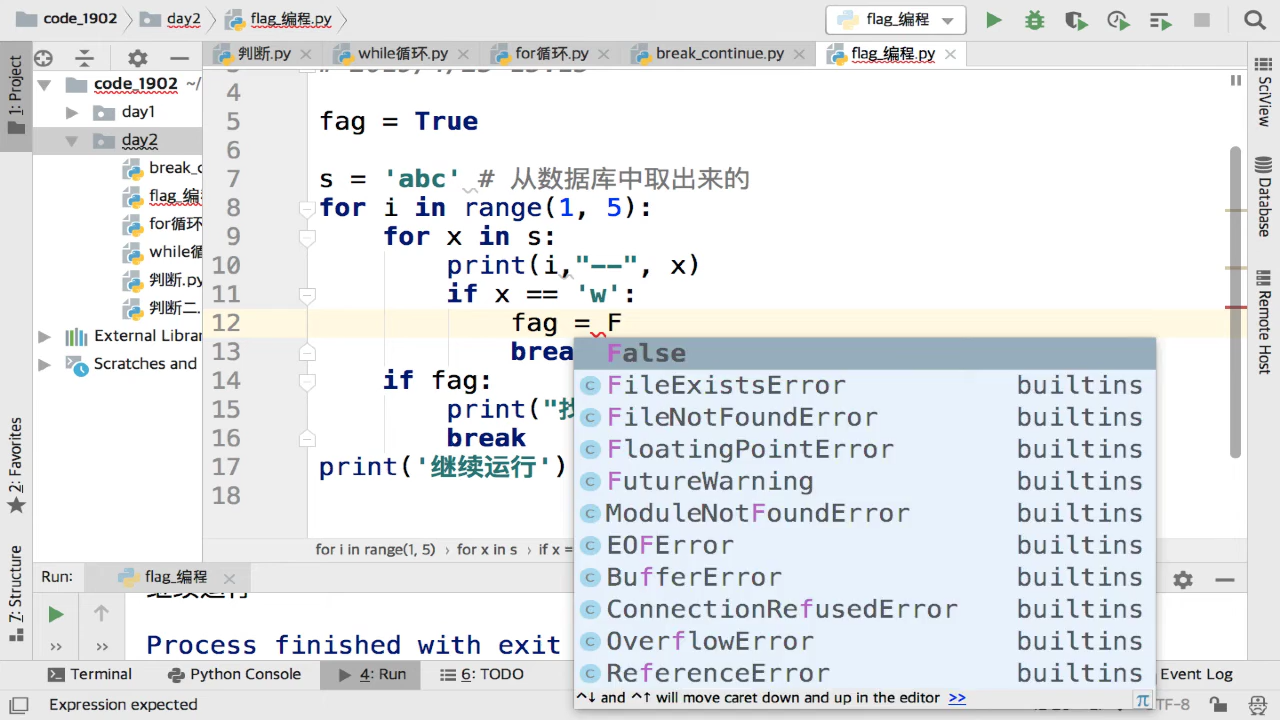 code_1902
day2
flag_编程.py
flag_编程
判断.py
while循环.py
for循环.py
break_continue.py
flag_编程.py
1: Project
code_1902 ~/
day1
day2
break_c
flag_编
for循环
while循
判断.py
判断二.
External Librar
Scratches and
4
5 fag = True
6
7 s = 'abc' # 从数据库中取出来的
8 for i in range(1, 5):
9 for x in s:
10 print(i,"--", x)
11 if x == 'w':
12 fag = F
13 brea
14 if fag:
15 print("找
16 break
17 print('继续运行')
18
False
FileExistsError builtins
FileNotFoundError builtins
FloatingPointError builtins
FutureWarning builtins
ModuleNotFoundError builtins
EOFError builtins
BufferError builtins
ConnectionRefusedError builtins
OverflowError builtins
ReferenceError builtins
^↓ and ^↑ will move caret down and up in the editor >>
π
for i in range(1, 5) › for x in s › if x =
SciView
Database
Remote Host
2: Favorites
7: Structure
Run: flag_编程
继续运行
Process finished with exit
Terminal
Python Console
4: Run
6: TODO
Event Log
Expression expected
TF-8